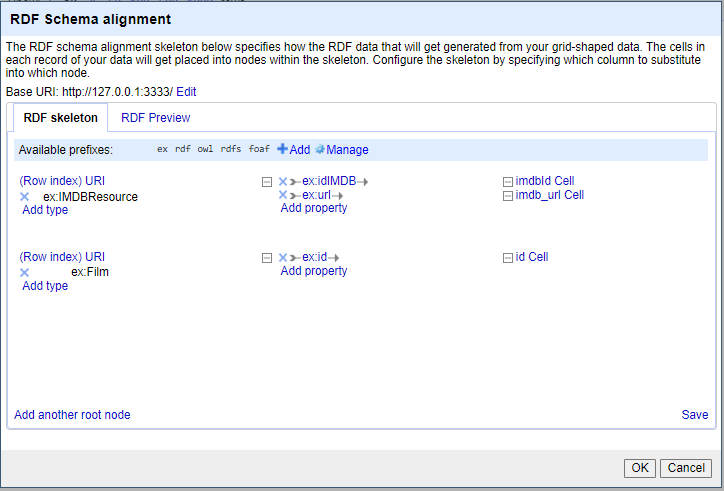 RDF Schema alignment
The RDF schema alignment skeleton below specifies how the RDF data that will get generated from your grid-shaped data. The cells in
each record of your data will get placed into nodes within the skeleton. Configure the skeleton by specifying which column to substitute
into which node.
Base URI: http://127.0.0.1:3333/ Edit
RDF skeleton RDF Preview
Available prefixes: ex rdf owl rdfs foaf Add Manage
(Row index) URI ex:idIMDB imdbId Cell
ex:IMDBResource ex:url imdb_url Cell
Add type Add property
(Row index) URI ex:id id Cell
ex:Film Add property
Add type
Add another root node Save
OK Cancel